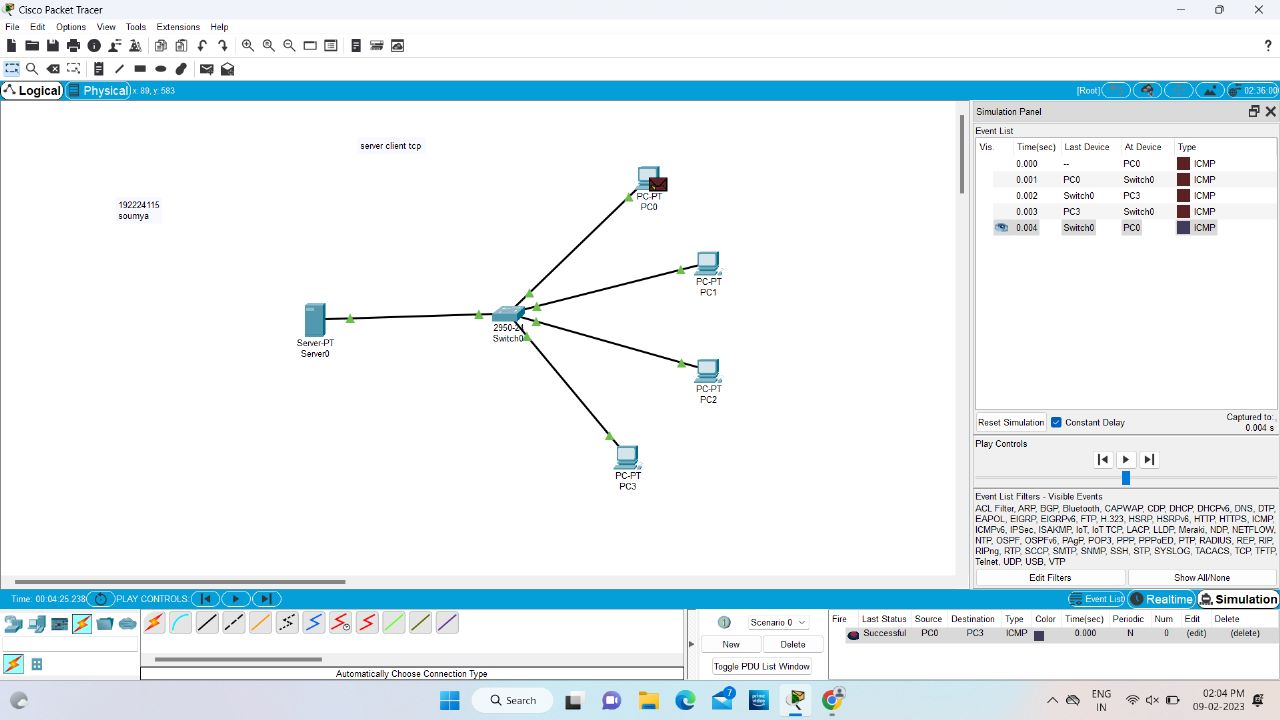 Cisco Packet Tracer
File Edit Options View Tools Extensions Help
?
Logical Physical x: 89, y: 583 [Root] 02:36:00
server client tcp
192224115
soumya
PC-PT
PC0
PC-PT
PC1
Server-PT
Server0
2950-24
Switch0
PC-PT
PC2
PC-PT
PC3
Simulation Panel
Event List
Vis. Time(sec) Last Device At Device Type
0.000 -- PC0 ICMP
0.001 PC0 Switch0 ICMP
0.002 Switch0 PC3 ICMP
0.003 PC3 Switch0 ICMP
0.004 Switch0 PC0 ICMP
Reset Simulation Constant Delay Captured to:
0.004 s
Play Controls
Event List Filters - Visible Events
ACL Filter, ARP, BGP, Bluetooth, CAPWAP, CDP, DHCP, DHCPv6, DNS, DTP,
EAPOL, EIGRP, EIGRPv6, FTP, H.323, HSRP, HSRPv6, HTTP, HTTPS, ICMP,
ICMPv6, IPSec, ISAKMP, IoT, IoT TCP, LACP, LLDP, Meraki, NDP, NETFLOW,
NTP, OSPF, OSPFv6, PAgP, POP3, PPP, PPPoED, PTP, RADIUS, REP, RIP,
RIPng, RTP, SCCP, SMTP, SNMP, SSH, STP, SYSLOG, TACACS, TCP, TFTP,
Telnet, UDP, USB, VTP
Edit Filters Show All/None
Time: 00:04:25.238 PLAY CONTROLS: Event List Realtime Simulation
Scenario 0
New Delete
Toggle PDU List Window
Fire Last Status Source Destination Type Color Time(sec) Periodic Num Edit Delete
Successful PC0 PC3 ICMP 0.000 N 0 (edit) (delete)
Automatically Choose Connection Type
Search
prime video
7
ENG
IN
02:04 PM
09-02-2023